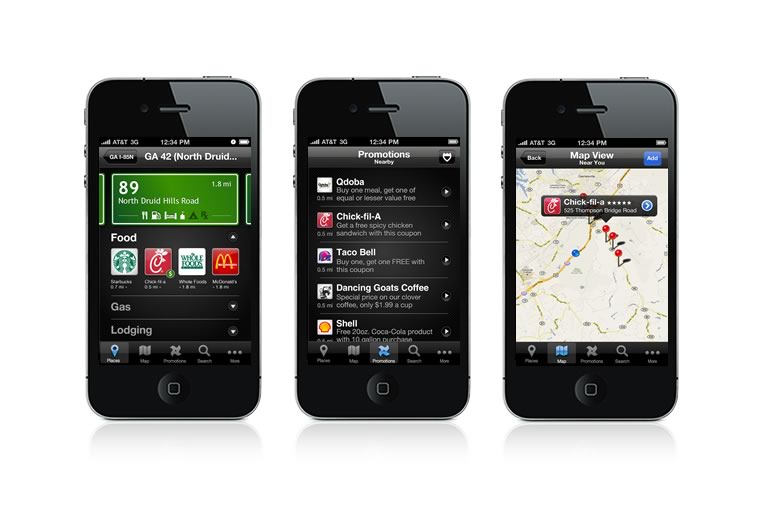 AT&T 3G 12:34 PM
GA I-85N GA 42 (North Druid...
89 1.8 mi
North Druid Hills Road
Food
STARBUCKS COFFEE Chick-fil-A WHOLE FOODS
Starbucks Chick-fil-a Whole Foods McDonald's
0.7 mi - 0.5 mi - - 1.8 mi - 1.8 mi
Gas
Lodging
Places Map Promotions Search More
AT&T 3G 12:34 PM
Promotions
Nearby
Qdoba
Buy one meal, get one of
0.5 mi equal or lesser value free
Chick-fil-A
Get a free spicy chicken
0.5 mi sandwich with this coupon
Taco Bell
Buy one, get one FREE with
0.5 mi this coupon
Dancing Goats Coffee
Special price on our clover
0.5 mi coffee, only $1.99 a cup
Shell
Free 20oz. Coca-Cola product
0.5 mi with 10 gallon purchase
Places Map Promotions Search More
AT&T 3G 12:34 PM
Back Map View Add
Near You
Chick-fil-a ★★★★★
525 Thompson Bridge Road
Places Map Promotions Search More